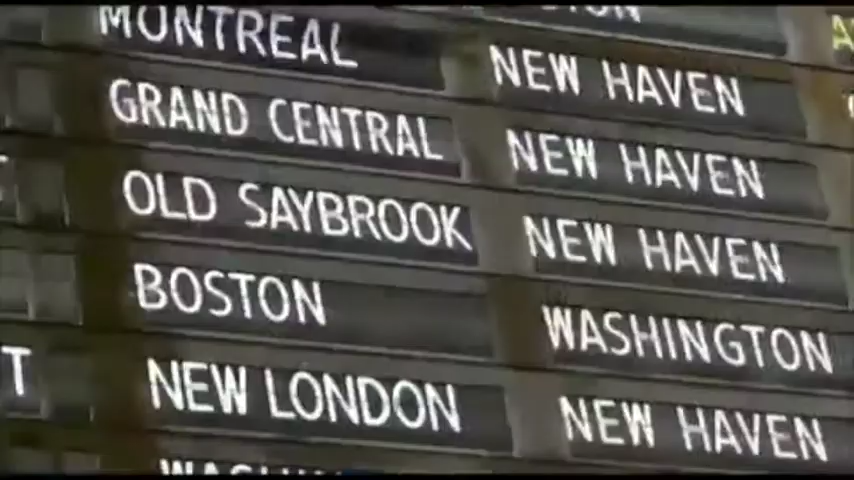 MONTREAL
NEW HAVEN
GRAND CENTRAL NEW HAVEN
OLD SAYBROOK NEW HAVEN
BOSTON WASHINGTON
NEW LONDON NEW HAVEN